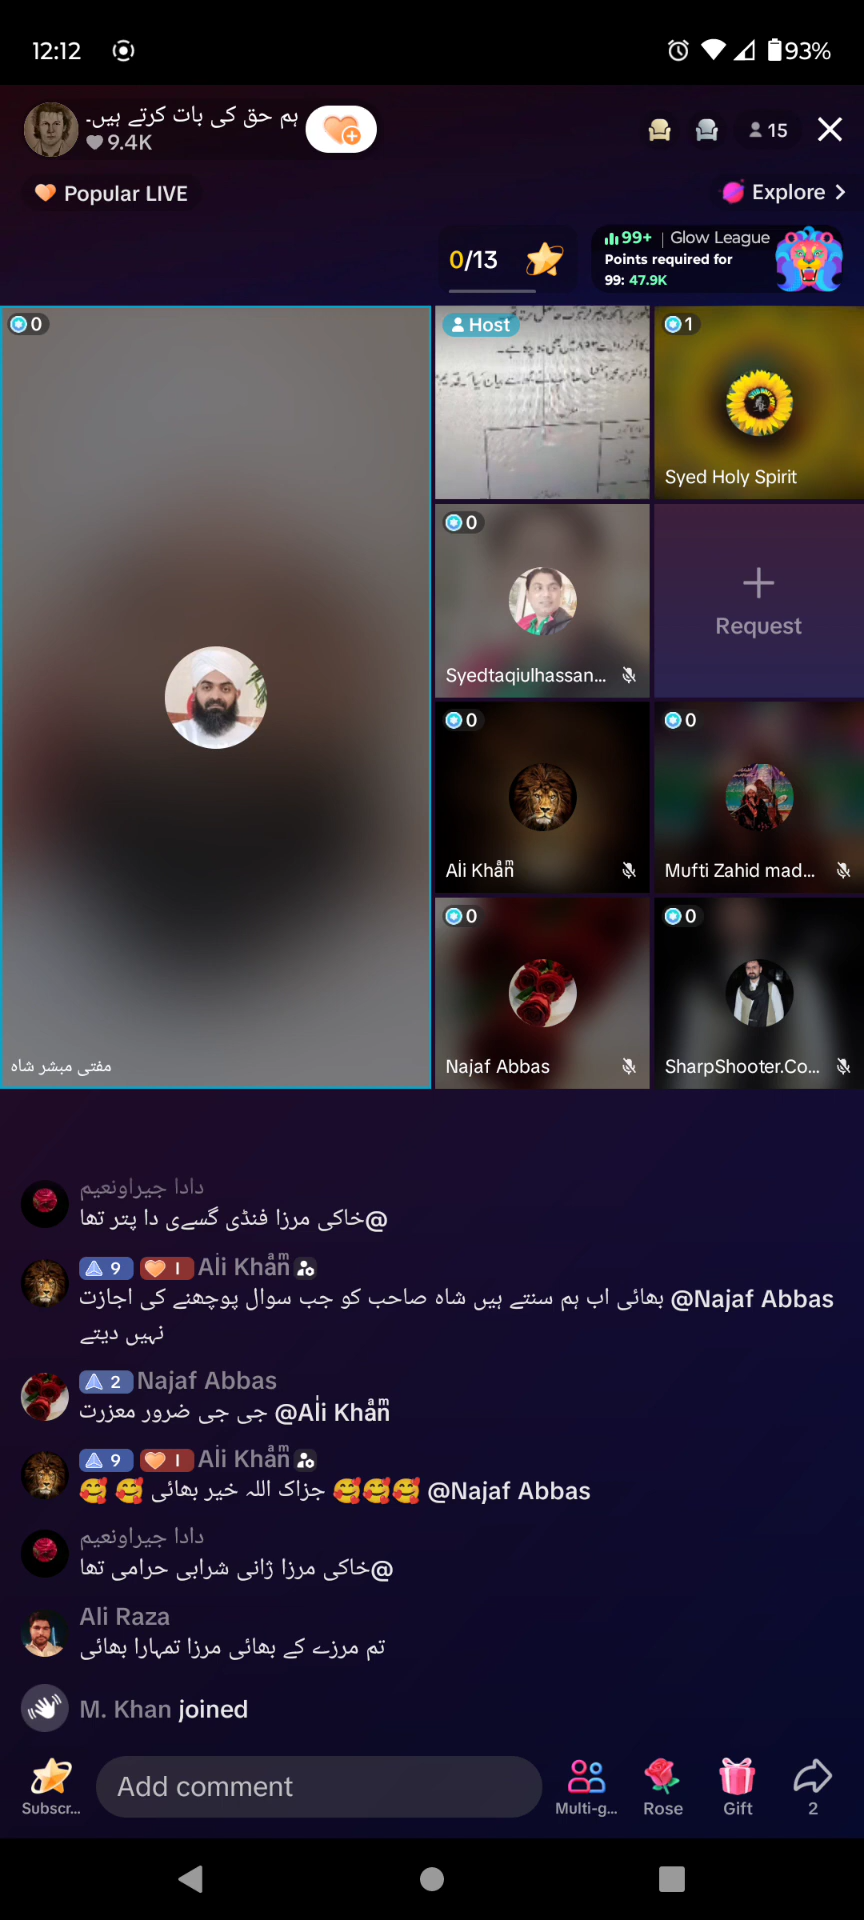 12:12
93%
ہم حق کی بات کرتے ہیں۔
9.4K
15
Popular LIVE
Explore
0/13
99+ | Glow League
Points required for
99: 47.9K
0
مفتی مبشر شاہ
Host
1
Syed Holy Spirit
0
Syedtaqiulhassan...
Request
0
Ali Khan
0
Mufti Zahid mad...
0
Najaf Abbas
0
SharpShooter.Co...
دادا جیراونعیم
@خاکی مرزا فنڈی گسےی دا پتر تھا
9 I Ali Khan
@Najaf Abbas بھائی اب ہم سنتے ہیں شاہ صاحب کو جب سوال پوچھنے کی اجازت
نہیں دیتے
2 Najaf Abbas
@Ali Khan جی جی ضرور معزرت
9 I Ali Khan
@Najaf Abbas 🥰🥰🥰 جزاک اللہ خیر بھائی 🥰 🥰
دادا جیراونعیم
@خاکی مرزا ژانی شرابی حرامی تھا
Ali Raza
تم مرزے کے بھائی مرزا تمہارا بھائی
M. Khan joined
Add comment
Subscr...
Multi-g...
Rose
Gift
2